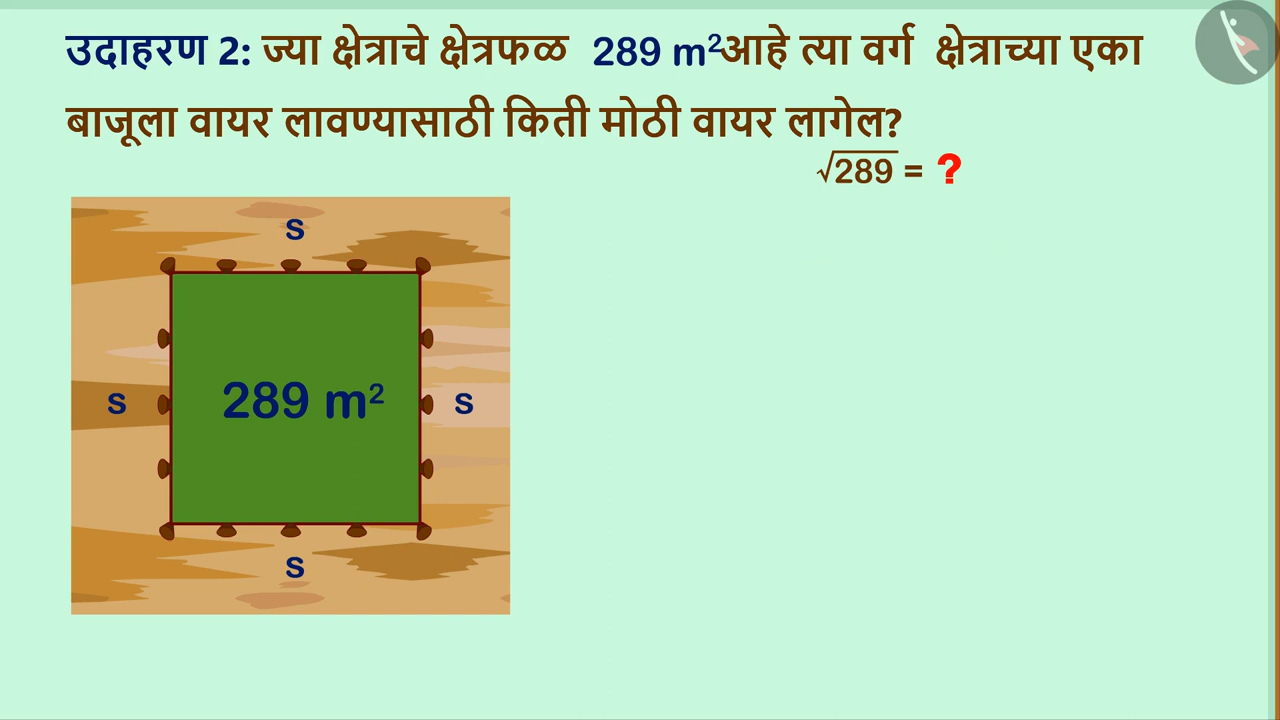 उदाहरण 2: ज्या क्षेत्राचे क्षेत्रफळ 289 m²आहे त्या वर्ग क्षेत्राच्या एका
बाजूला वायर लावण्यासाठी किती मोठी वायर लागेल?
√289 = ?
s
289 m²
s
s
s